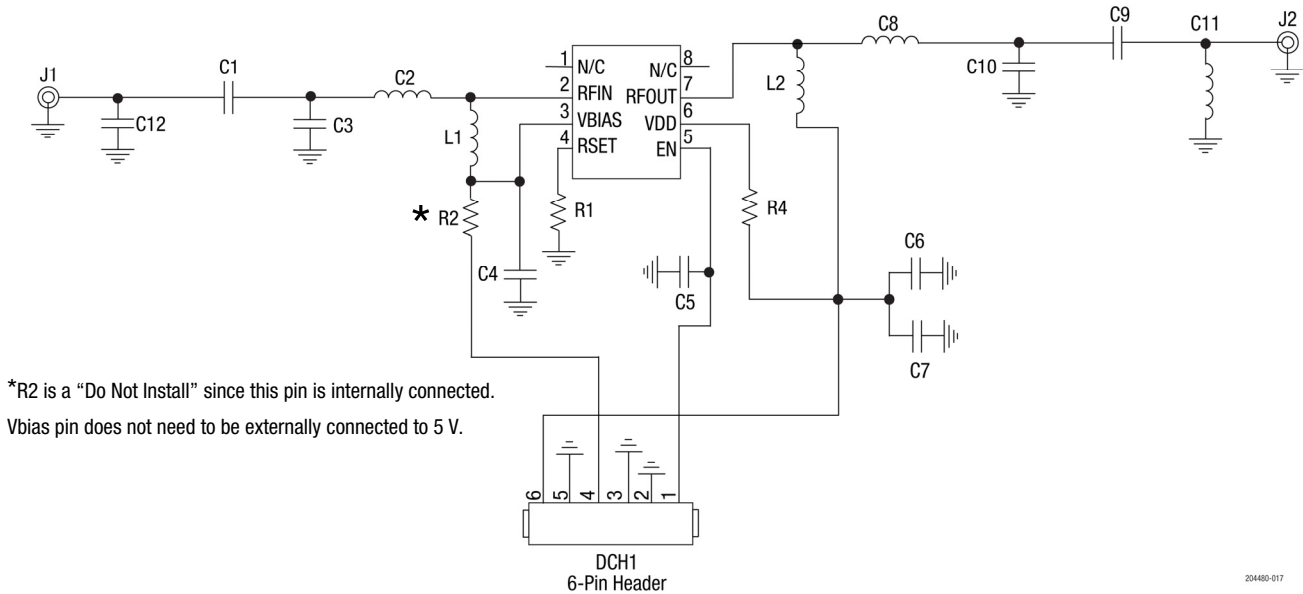 C8
C9
C11
J2
J1
C1
C2
C12
C3
L1
1
N/C
8
N/C
2
RFIN
7
RFOUT
3
VBIAS
6
VDD
4
RSET
5
EN
L2
C10
* R2
R1
R4
C4
C5
C6
C7
*R2 is a “Do Not Install” since this pin is internally connected.
Vbias pin does not need to be externally connected to 5 V.
6 5 4 3 2 1
DCH1
6-Pin Header
204480-017